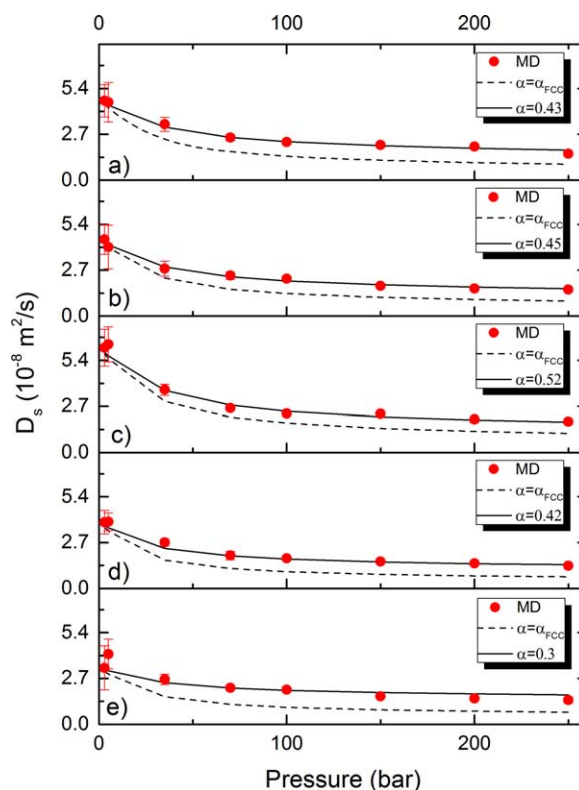 0 100 200
5.4
2.7
0.0
a)
MD
α=α_FCC
α=0.43
5.4
2.7
0.0
b)
MD
α=α_FCC
α=0.45
5.4
2.7
0.0
c)
MD
α=α_FCC
α=0.52
5.4
2.7
0.0
d)
MD
α=α_FCC
α=0.42
5.4
2.7
0.0
e)
MD
α=α_FCC
α=0.3
D_s (10⁻⁸ m²/s)
0 100 200
Pressure (bar)